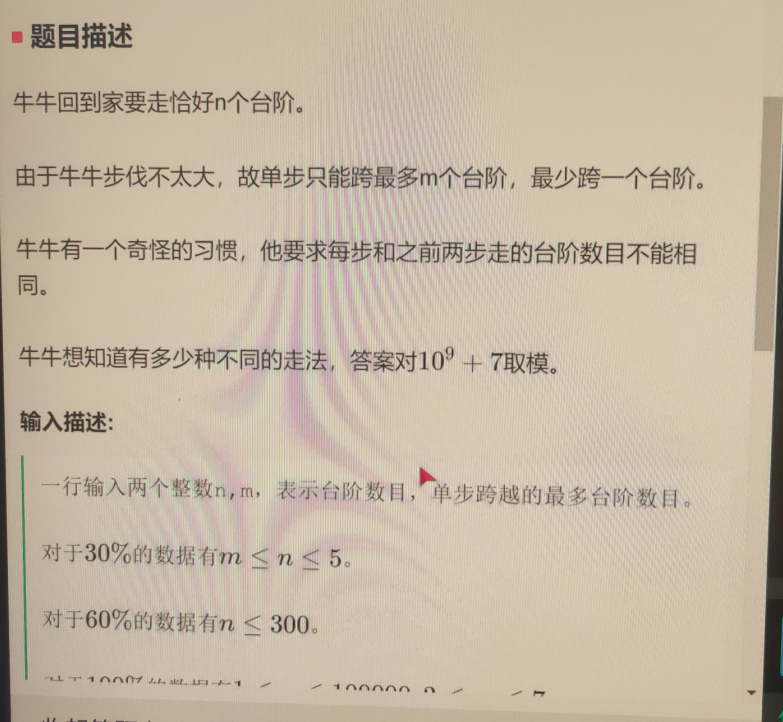 题目描述
牛牛回到家要走恰好n个台阶。
由于牛牛步伐不太大，故单步只能跨最多m个台阶，最少跨一个台阶。
牛牛有一个奇怪的习惯，他要求每步和之前两步走的台阶数目不能相
同。
牛牛想知道有多少种不同的走法，答案对10⁹ + 7取模。
输入描述:
一行输入两个整数n,m，表示台阶数目，单步跨越的最多台阶数目。
对于30%的数据有m ≤ n ≤ 5。
对于60%的数据有n ≤ 300。